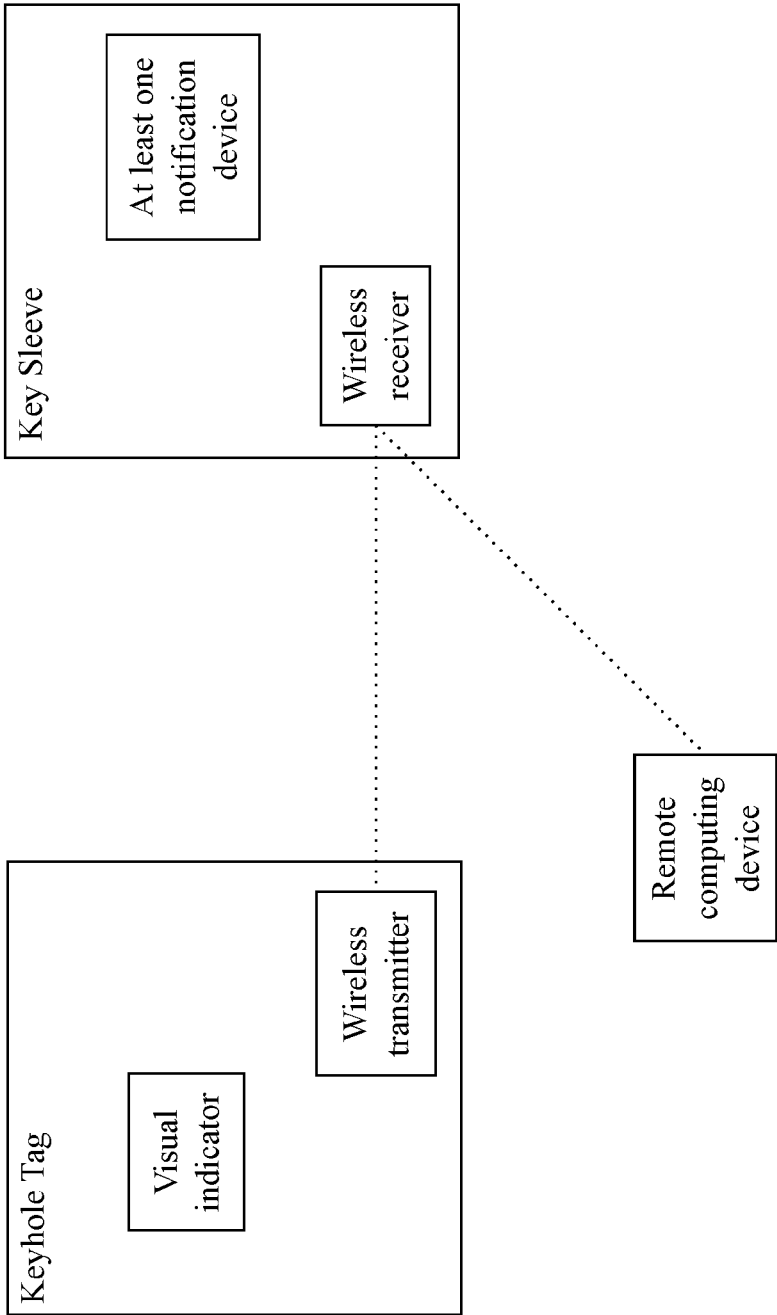 Keyhole Tag
Visual
indicator
Wireless
transmitter
Key Sleeve
At least one
notification
device
Wireless
receiver
Remote
computing
device